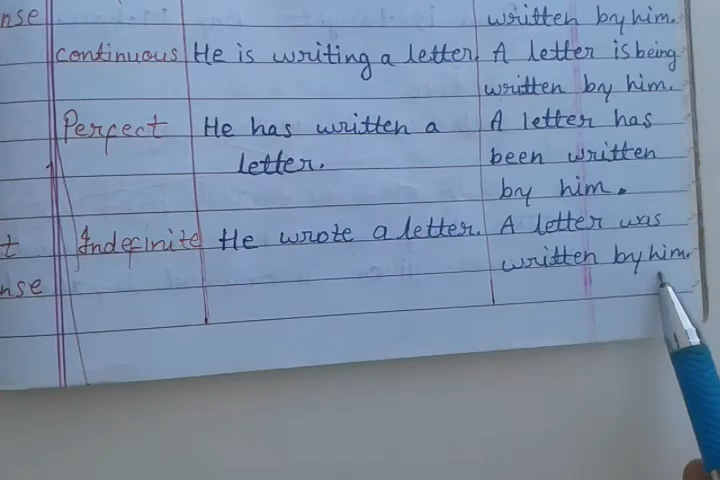 nse written by him.
continuous He is writing a letter. A letter is being
written by him.
Perfect He has written a A letter has
letter. been written
by him.
t Indefinite He wrote a letter. A letter was
nse written by him.